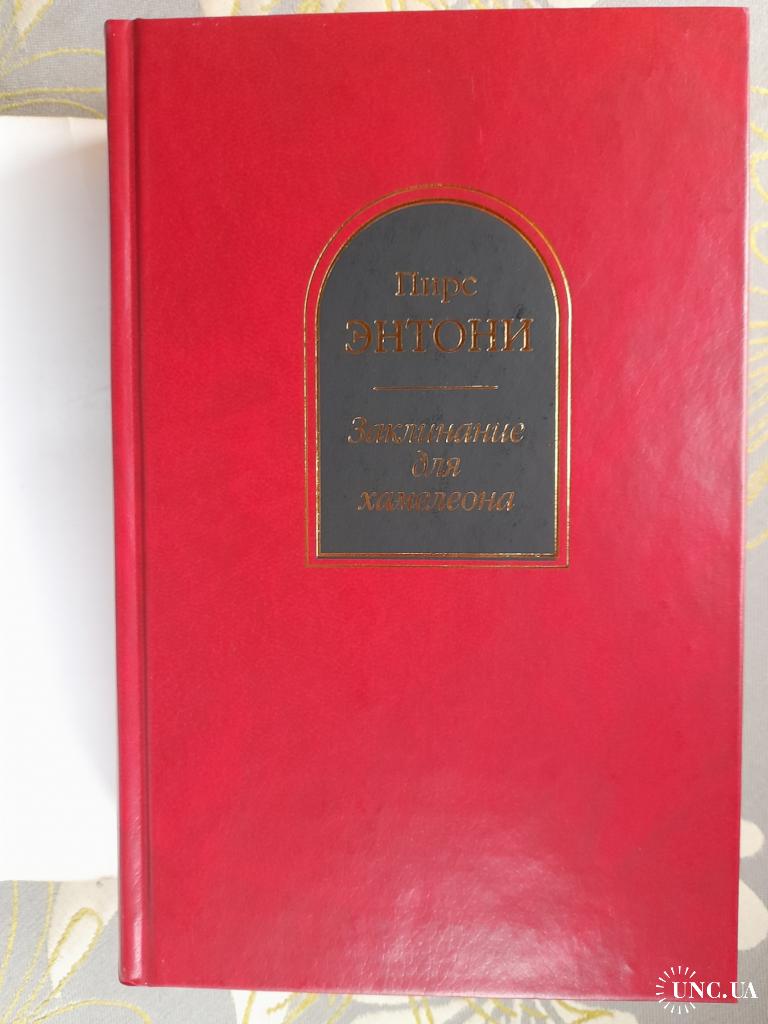 Пирс
ЭНТОНИ
Заклинание
для
хамелеона
UNC.UA